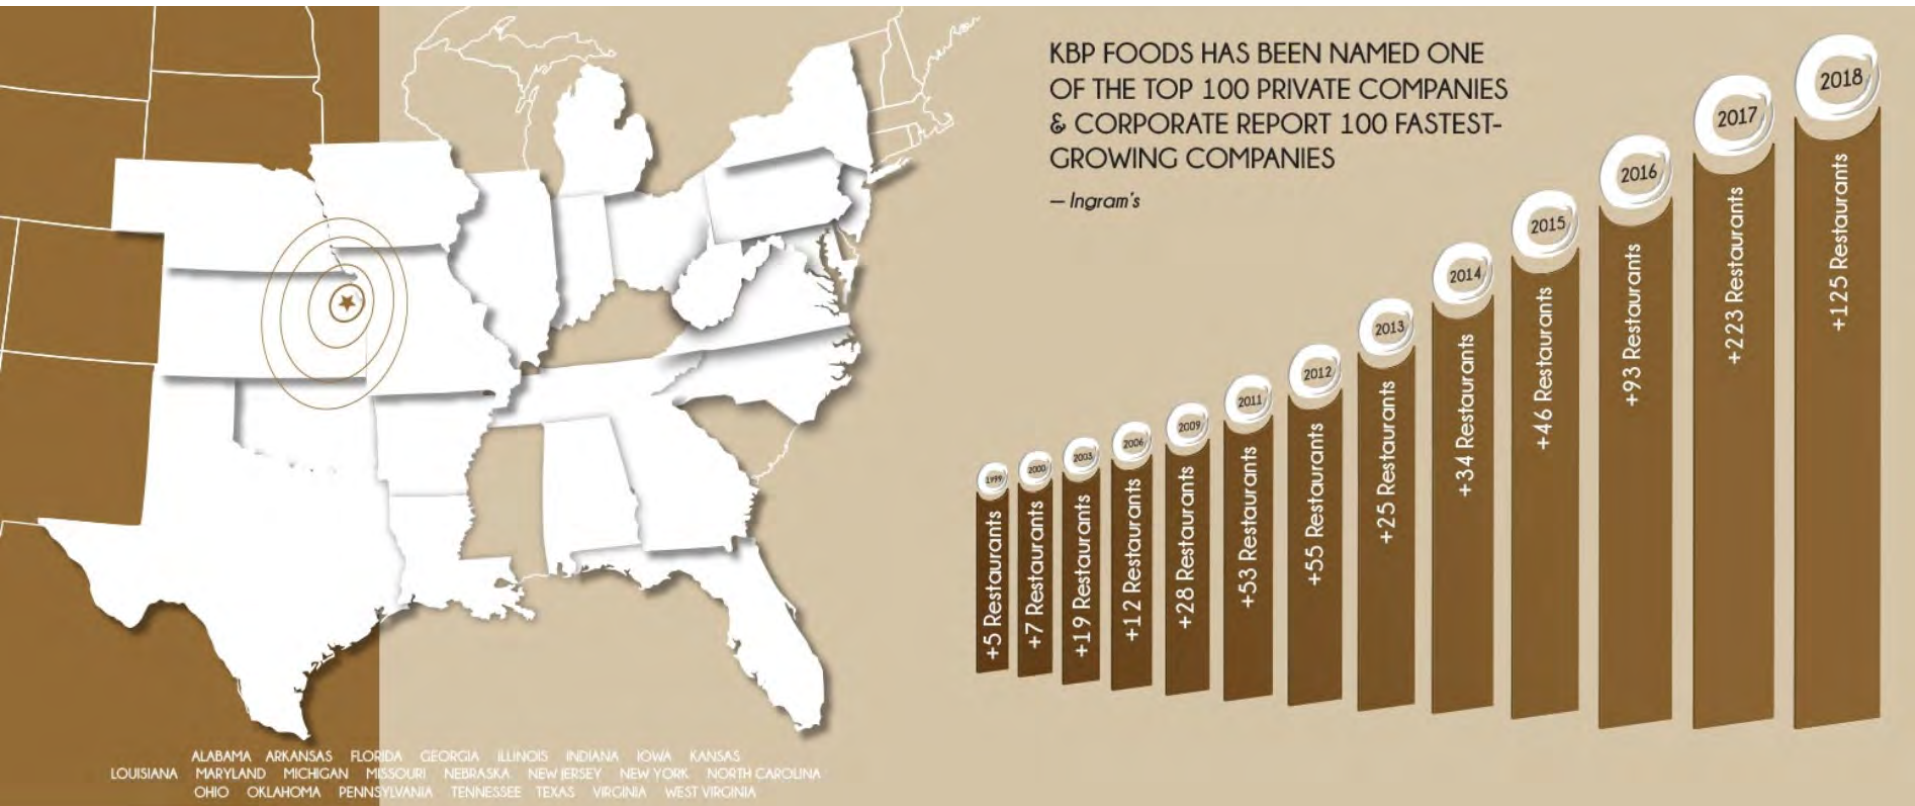 KBP FOODS HAS BEEN NAMED ONE
OF THE TOP 100 PRIVATE COMPANIES
& CORPORATE REPORT 100 FASTEST-
GROWING COMPANIES
— Ingram's
1999
+5 Restaurants
2000
+7 Restaurants
2003
+19 Restaurants
2006
+12 Restaurants
2009
+28 Restaurants
2011
+53 Restaurants
2012
+55 Restaurants
2013
+25 Restaurants
2014
+34 Restaurants
2015
+46 Restaurants
2016
+93 Restaurants
2017
+223 Restaurants
2018
+125 Restaurants
ALABAMA ARKANSAS FLORIDA GEORGIA ILLINOIS INDIANA IOWA KANSAS
LOUISIANA MARYLAND MICHIGAN MISSOURI NEBRASKA NEW JERSEY NEW YORK NORTH CAROLINA
OHIO OKLAHOMA PENNSYLVANIA TENNESSEE TEXAS VIRGINIA WEST VIRGINIA